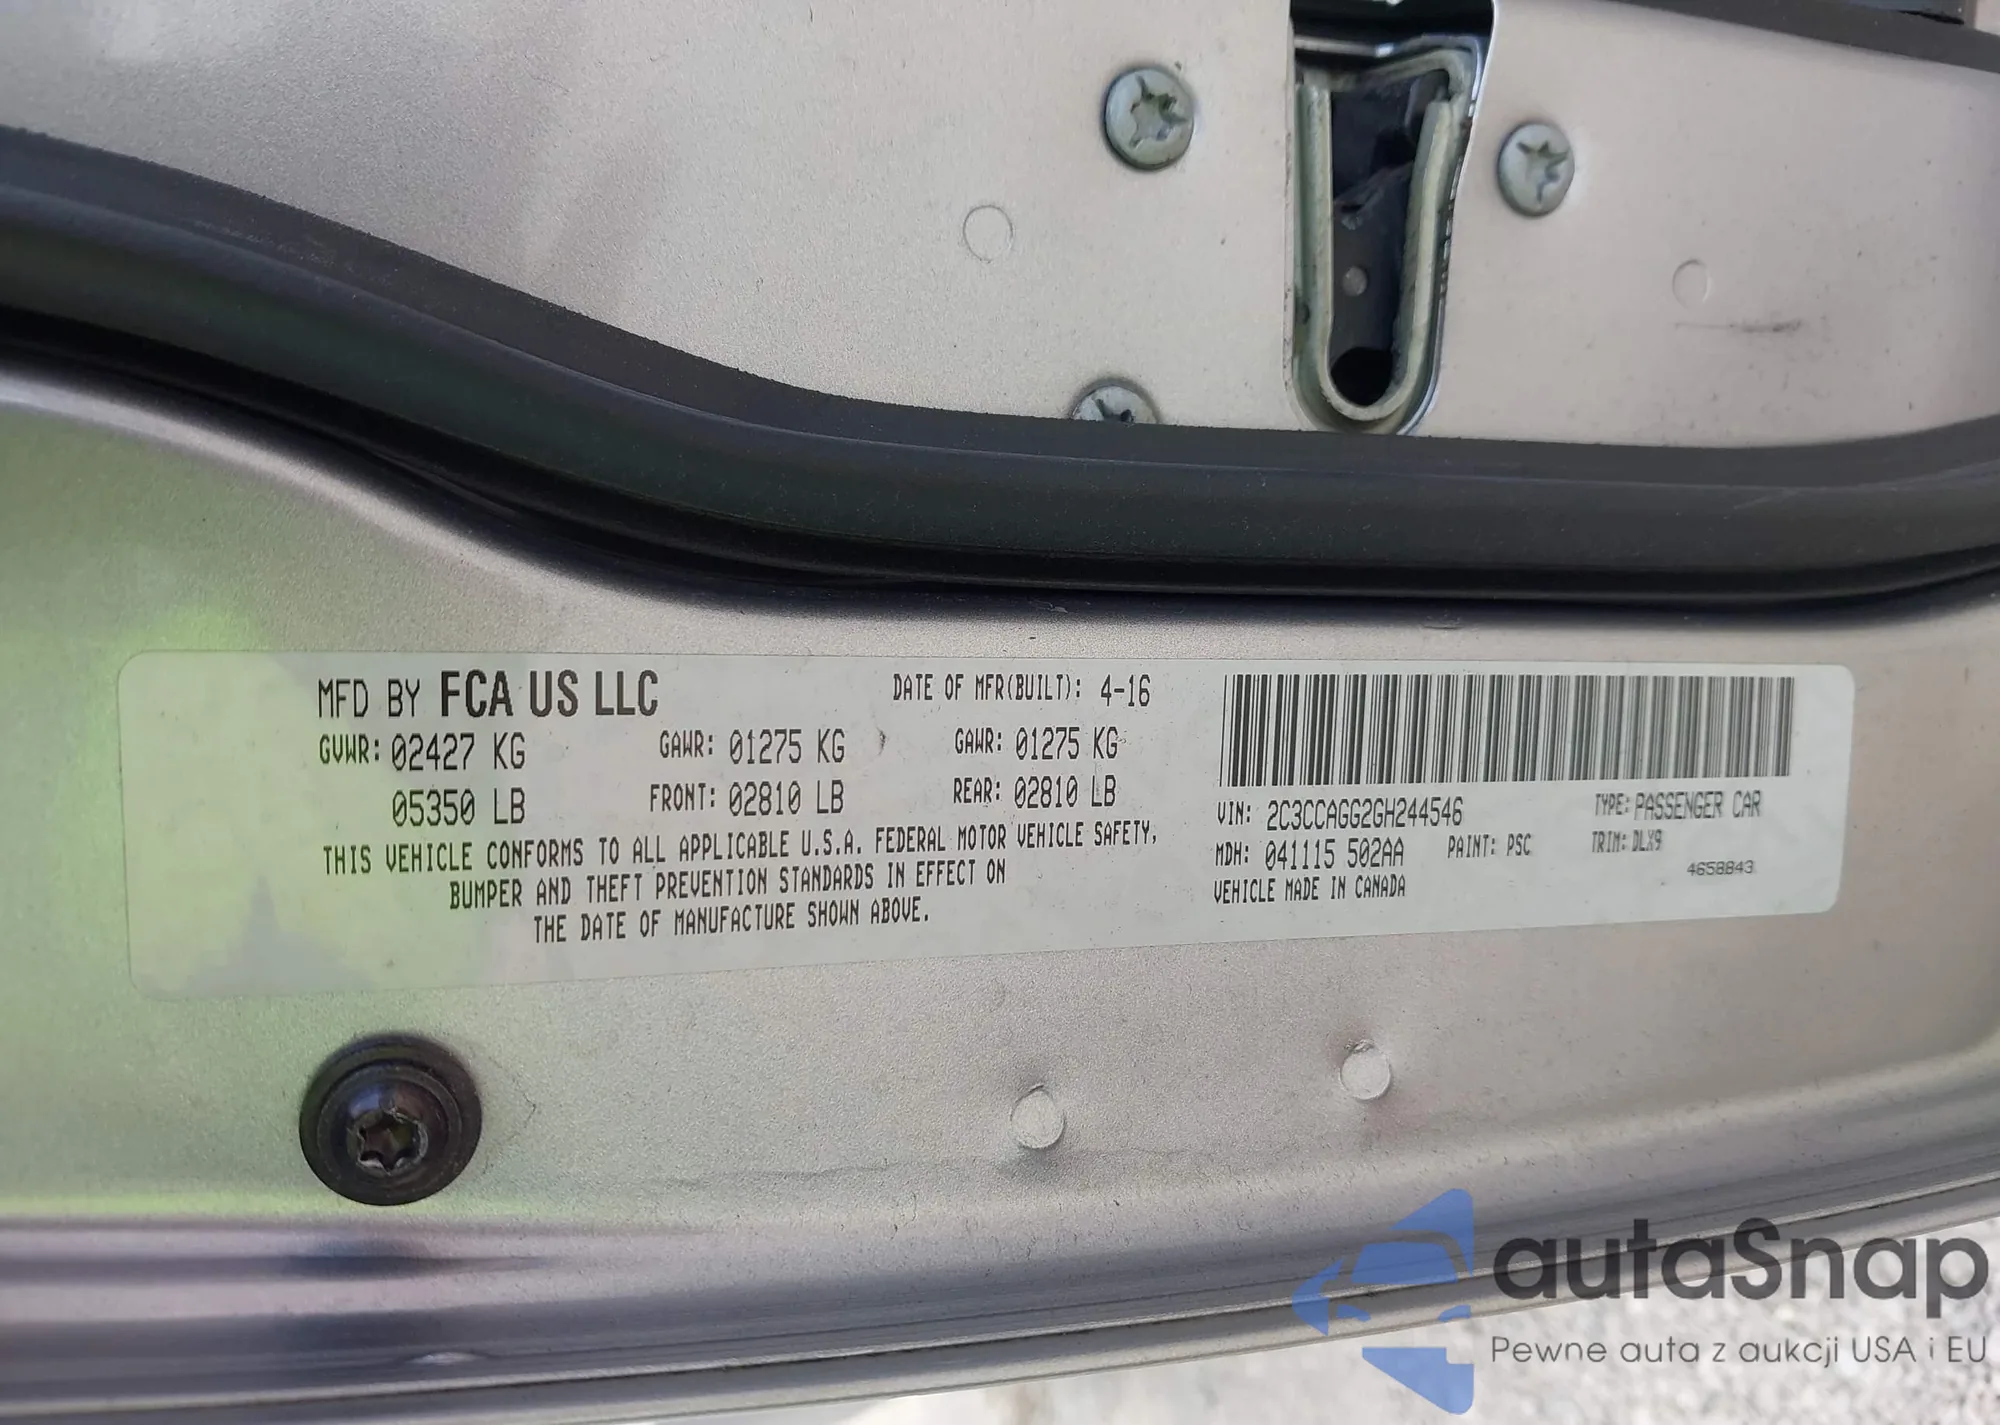 MFD BY FCA US LLC DATE OF MFR(BUILT): 4-16
GVWR: 02427 KG GAWR: 01275 KG GAWR: 01275 KG
05350 LB FRONT: 02810 LB REAR: 02810 LB
THIS VEHICLE CONFORMS TO ALL APPLICABLE U.S.A. FEDERAL MOTOR VEHICLE SAFETY,
BUMPER AND THEFT PREVENTION STANDARDS IN EFFECT ON
THE DATE OF MANUFACTURE SHOWN ABOVE.
VIN: 2C3CCAGG2GH244546 TYPE: PASSENGER CAR
MDH: 041115 502AA PAINT: PSC TRIM: DLX9
VEHICLE MADE IN CANADA 4658843
autaSnap
Pewne auta z aukcji USA i EU